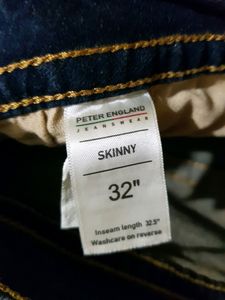 PETER ENGLAND
JEANSWEAR
SKINNY
32"
Inseam length 32.5"
Washcare on reverse